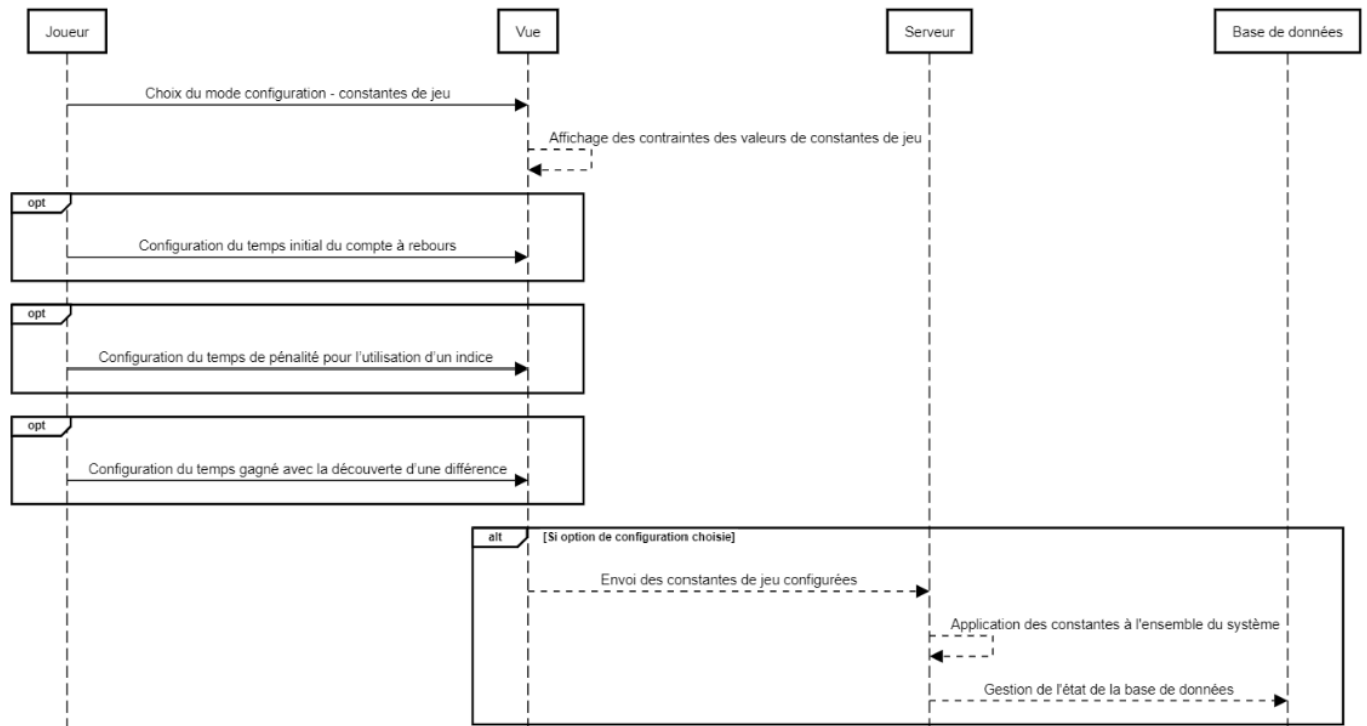 Joueur
Vue
Serveur
Base de données
Choix du mode configuration - constantes de jeu
Affichage des contraintes des valeurs de constantes de jeu
opt
Configuration du temps initial du compte à rebours
opt
Configuration du temps de pénalité pour l'utilisation d'un indice
opt
Configuration du temps gagné avec la découverte d'une différence
alt
[Si option de configuration choisie]
Envoi des constantes de jeu configurées
Application des constantes à l'ensemble du système
Gestion de l'état de la base de données